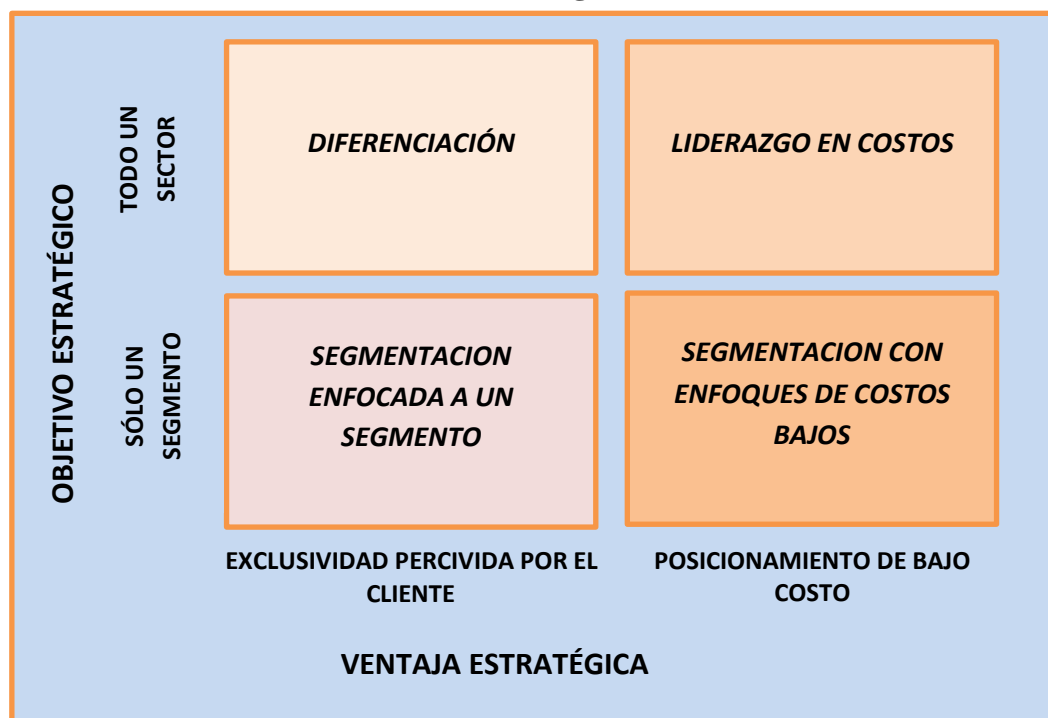 TODO UN
SECTOR
DIFERENCIACIÓN
LIDERAZGO EN COSTOS
OBJETIVO ESTRATÉGICO
SÓLO UN
SEGMENTO
SEGMENTACION
ENFOCADA A UN
SEGMENTO
SEGMENTACION CON
ENFOQUES DE COSTOS
BAJOS
EXCLUSIVIDAD PERCIVIDA POR EL
CLIENTE
POSICIONAMIENTO DE BAJO
COSTO
VENTAJA ESTRATÉGICA